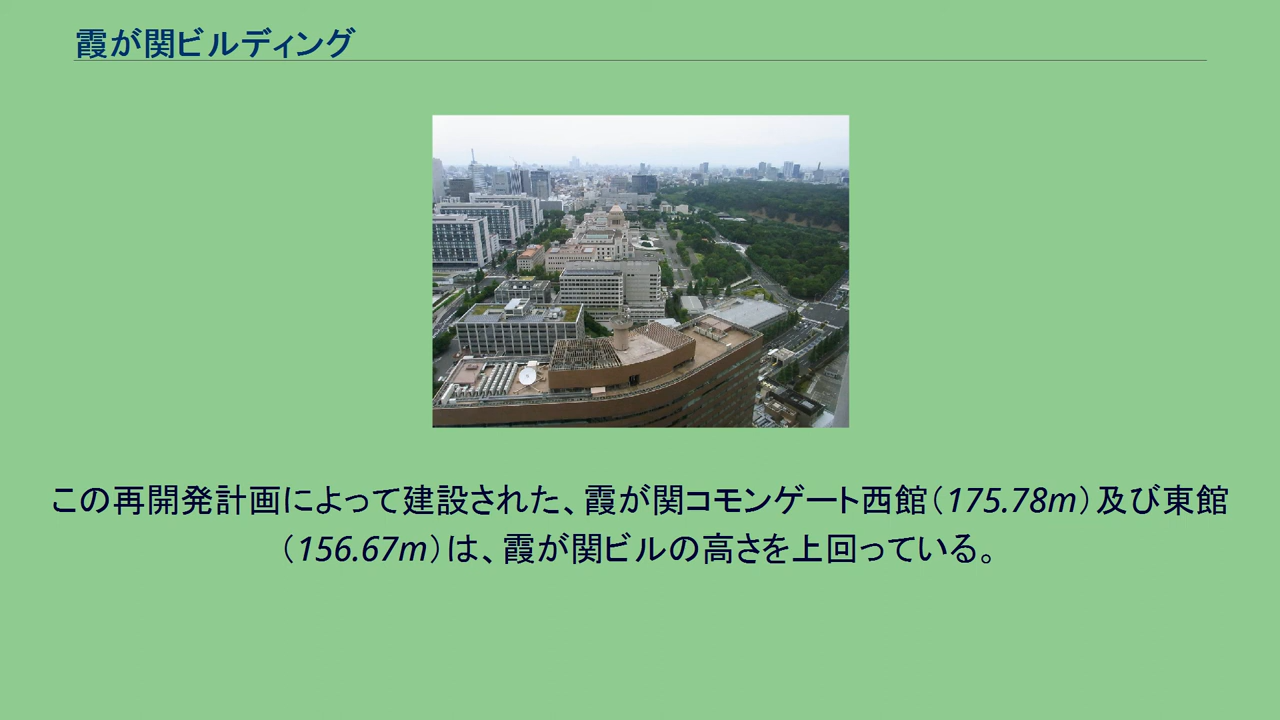 霞が関ビルディング
この再開発計画によって建設された、霞が関コモンゲート西館（175.78m）及び東館
（156.67m）は、霞が関ビルの高さを上回っている。